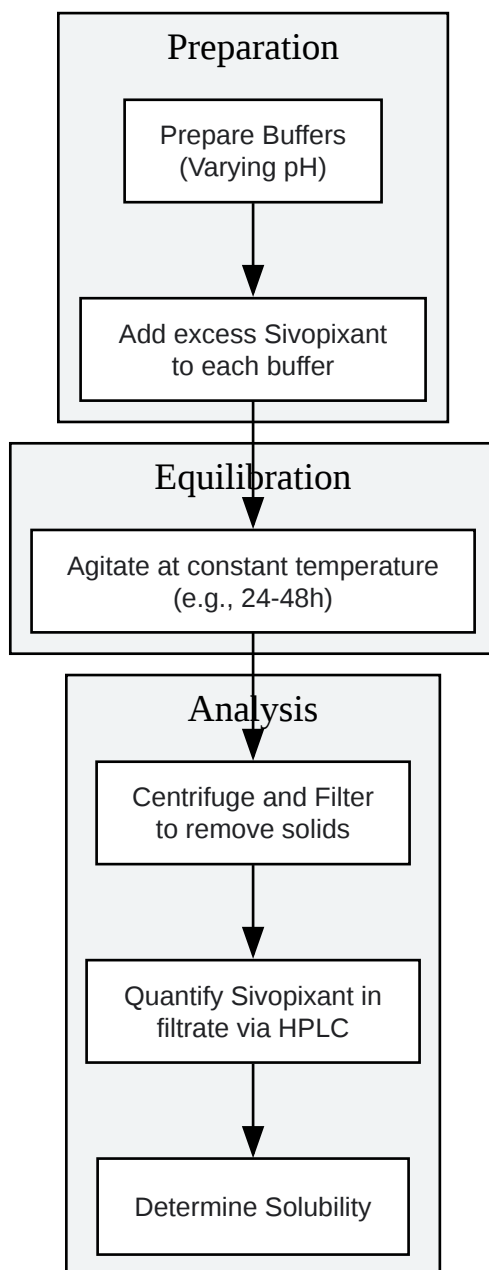 Preparation
Prepare Buffers
(Varying pH)
Add excess Sivopixant
to each buffer
Equilibration
Agitate at constant temperature
(e.g., 24-48h)
Analysis
Centrifuge and Filter
to remove solids
Quantify Sivopixant in
filtrate via HPLC
Determine Solubility